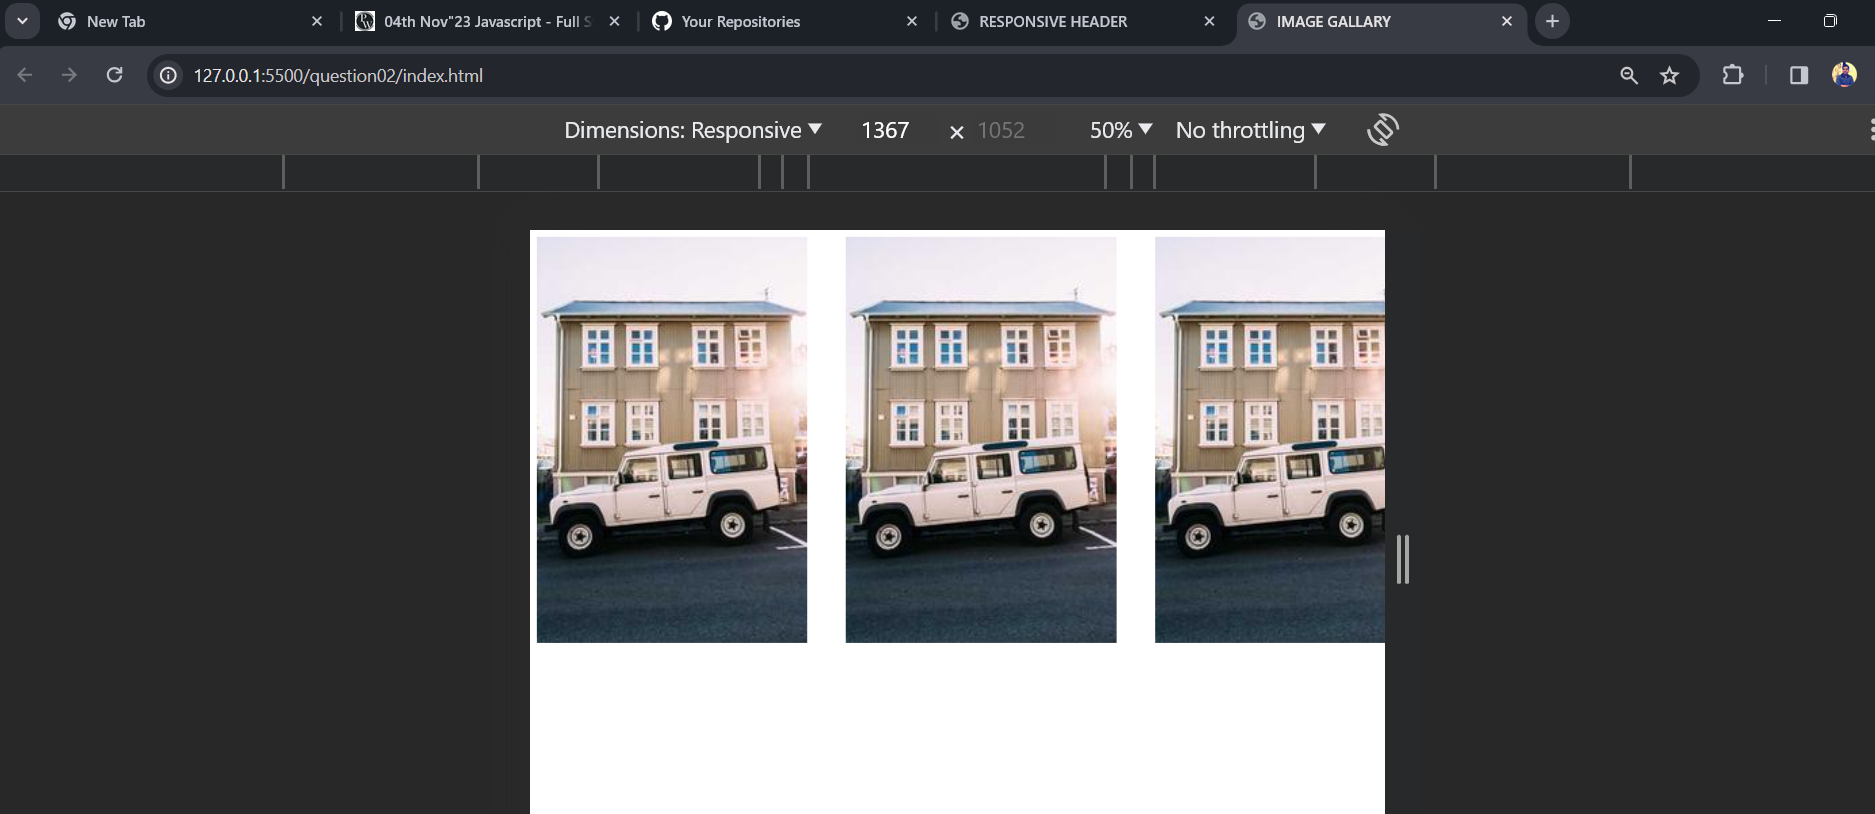 New Tab
04th Nov"23 Javascript - Full S
Your Repositories
RESPONSIVE HEADER
IMAGE GALLARY
127.0.0.1:5500/question02/index.html
Dimensions: Responsive 1367 × 1052 50% No throttling